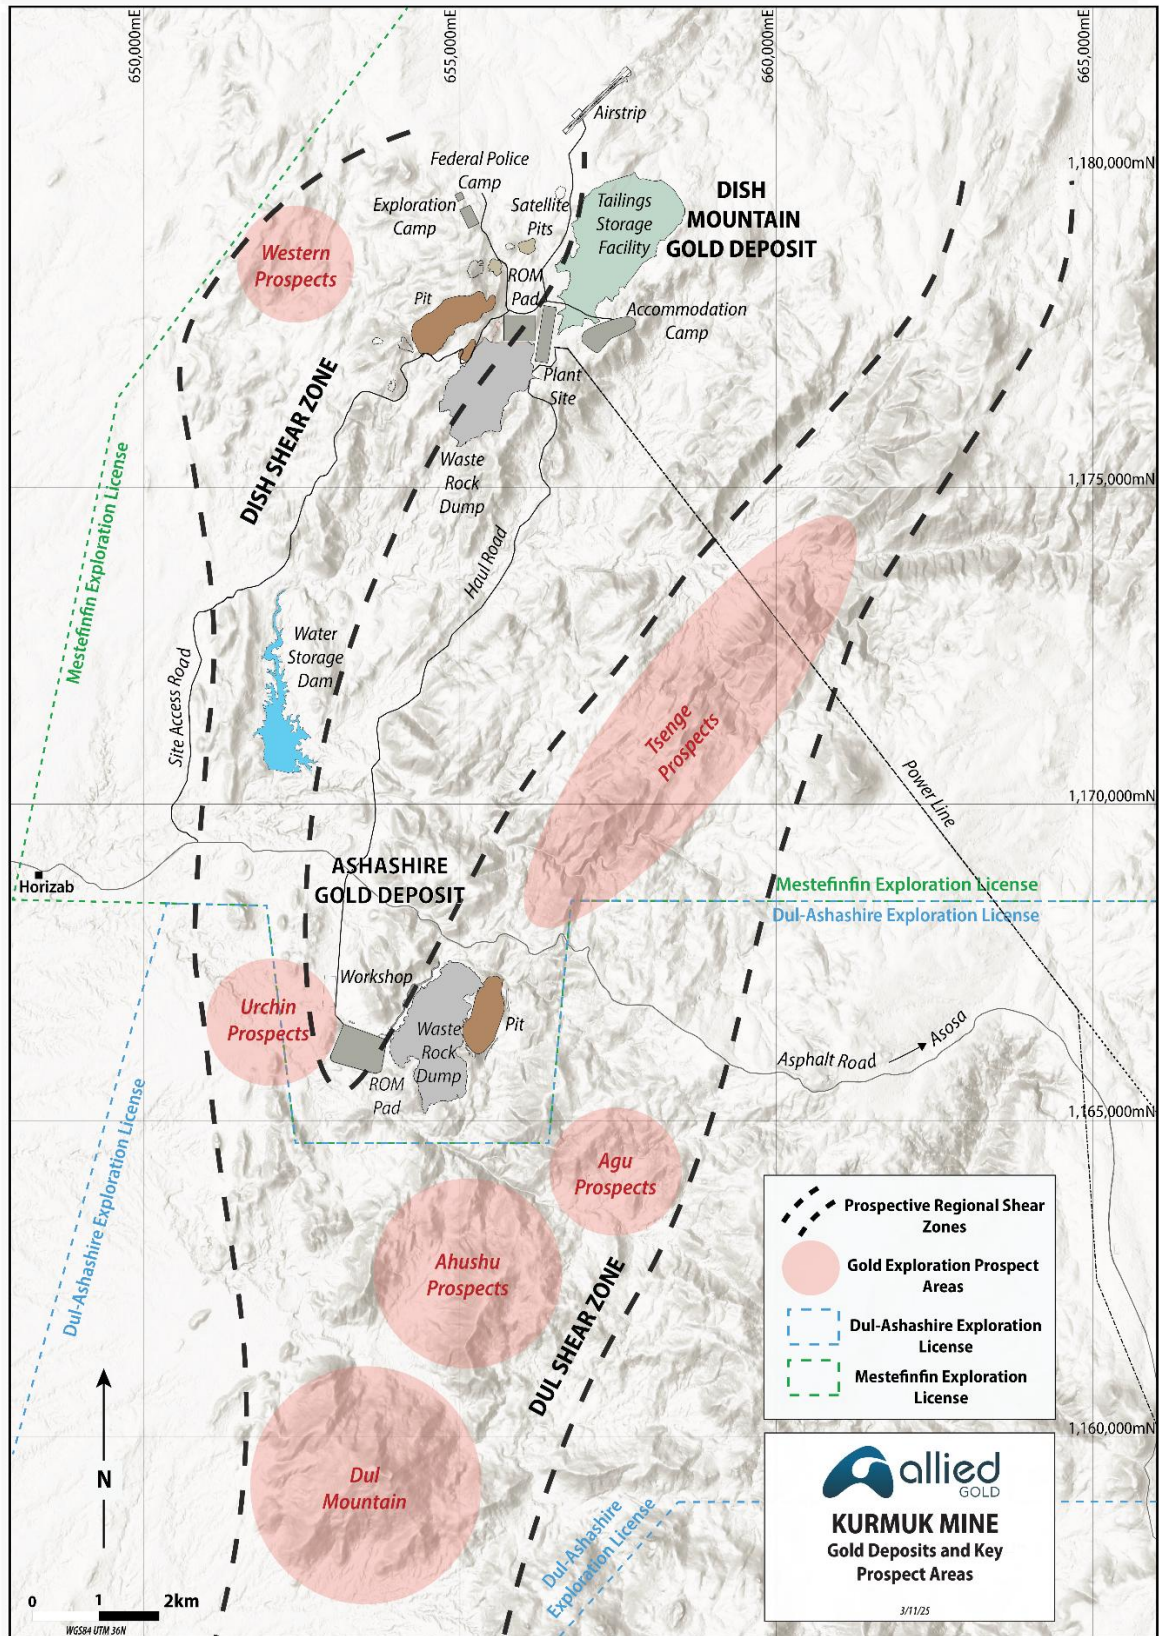 650,000mE
655,000mE
660,000mE
665,000mE
Airstrip
1,180,000mN
Federal Police
Camp
Exploration
Camp
Satellite
Pits
Tailings
Storage
Facility
DISH
MOUNTAIN
GOLD DEPOSIT
Western
Prospects
ROM
Pad
Pit
Accommodation
Camp
Plant
Site
DISH SHEAR ZONE
Waste
Rock
Dump
1,175,000mN
Mestefinfin Exploration License
Haul Road
Water
Storage
Dam
Site Access Road
Tsenge
Prospects
Power Line
1,170,000mN
ASHASHIRE
GOLD DEPOSIT
Horizab
Mestefinfin Exploration License
Dul-Ashashire Exploration License
Workshop
Urchin
Prospects
Waste
Rock
Dump
Pit
ROM
Pad
Asphalt Road
Asosa
1,165,000mN
Dul-Ashashire Exploration License
Agu
Prospects
Ahushu
Prospects
DUL SHEAR ZONE
Dul
Mountain
Dul-Ashashire
Exploration License
Prospective Regional Shear
Zones
Gold Exploration Prospect
Areas
Dul-Ashashire Exploration
License
Mestefinfin Exploration
License
1,160,000mN
N
0 1 2km
WGS84 UTM 36N
allied
GOLD
KURMUK MINE
Gold Deposits and Key
Prospect Areas
3/11/25